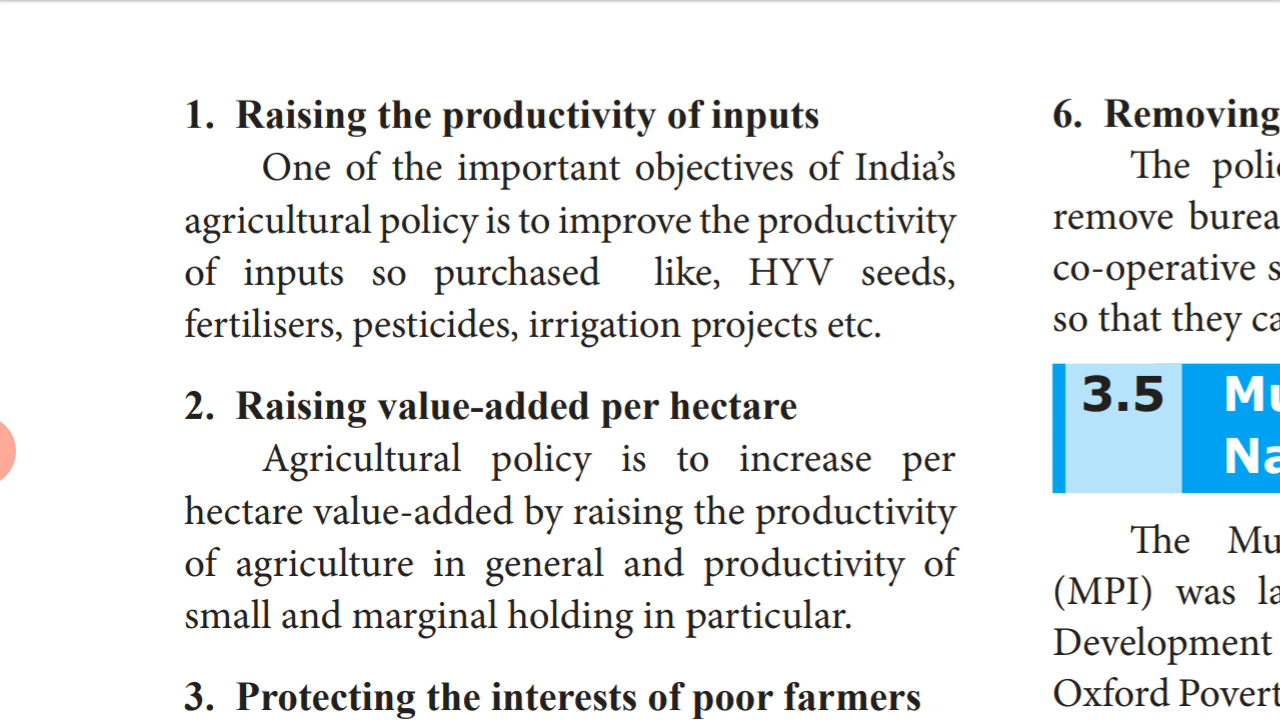 1. Raising the productivity of inputs
One of the important objectives of India's
agricultural policy is to improve the productivity
of inputs so purchased like, HYV seeds,
fertilisers, pesticides, irrigation projects etc.
2. Raising value-added per hectare
Agricultural policy is to increase per
hectare value-added by raising the productivity
of agriculture in general and productivity of
small and marginal holding in particular.
3. Protecting the interests of poor farmers
6. Removing
The
remove
co-operative
so that they
3.5
The
(MPI) was
Development
Oxford